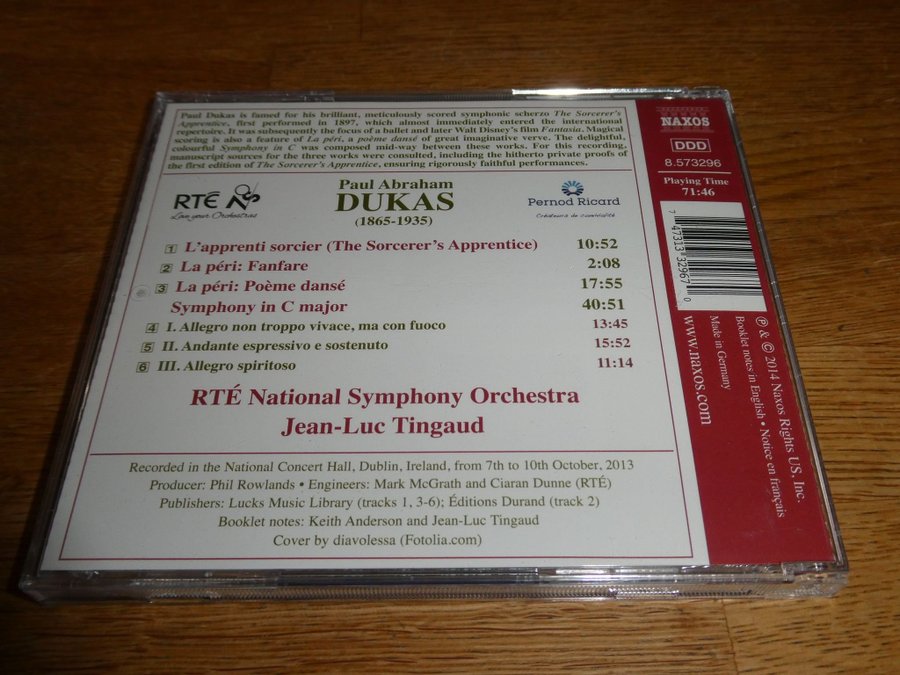 Paul Dukas is famed for his brilliant, meticulously scored symphonic scherzo The Sorcerer's
Apprentice, first performed in 1897, which almost immediately entered the international
repertoire. It was subsequently the focus of a ballet and later Walt Disney's film Fantasia. Magical
scoring is also a feature of La péri, a poème dansé of great imaginative verve. The delightful,
colourful Symphony in C was composed mid-way between these works. For this recording,
manuscript sources for the three works were consulted, including the hitherto private proofs of
the first edition of The Sorcerer's Apprentice, ensuring rigorously faithful performances.
RTÉ NSO
Love your Orchestras
Paul Abraham
DUKAS
(1865-1935)
Pernod Ricard
Créateurs de convivialité
1 L'apprenti sorcier (The Sorcerer's Apprentice) 10:52
2 La péri: Fanfare 2:08
3 La péri: Poème dansé 17:55
Symphony in C major 40:51
4 I. Allegro non troppo vivace, ma con fuoco 13:45
5 II. Andante espressivo e sostenuto 15:52
6 III. Allegro spiritoso 11:14
RTÉ National Symphony Orchestra
Jean-Luc Tingaud
Recorded in the National Concert Hall, Dublin, Ireland, from 7th to 10th October, 2013
Producer: Phil Rowlands • Engineers: Mark McGrath and Ciaran Dunne (RTÉ)
Publishers: Lucks Music Library (tracks 1, 3-6); Éditions Durand (track 2)
Booklet notes: Keith Anderson and Jean-Luc Tingaud
Cover by diavolessa (Fotolia.com)
NAXOS
DDD
8.573296
Playing Time
71:46
7 47313 32967 0
℗ & © 2014 Naxos Rights US, Inc.
Booklet notes in English • Notice en français
Made in Germany
www.naxos.com